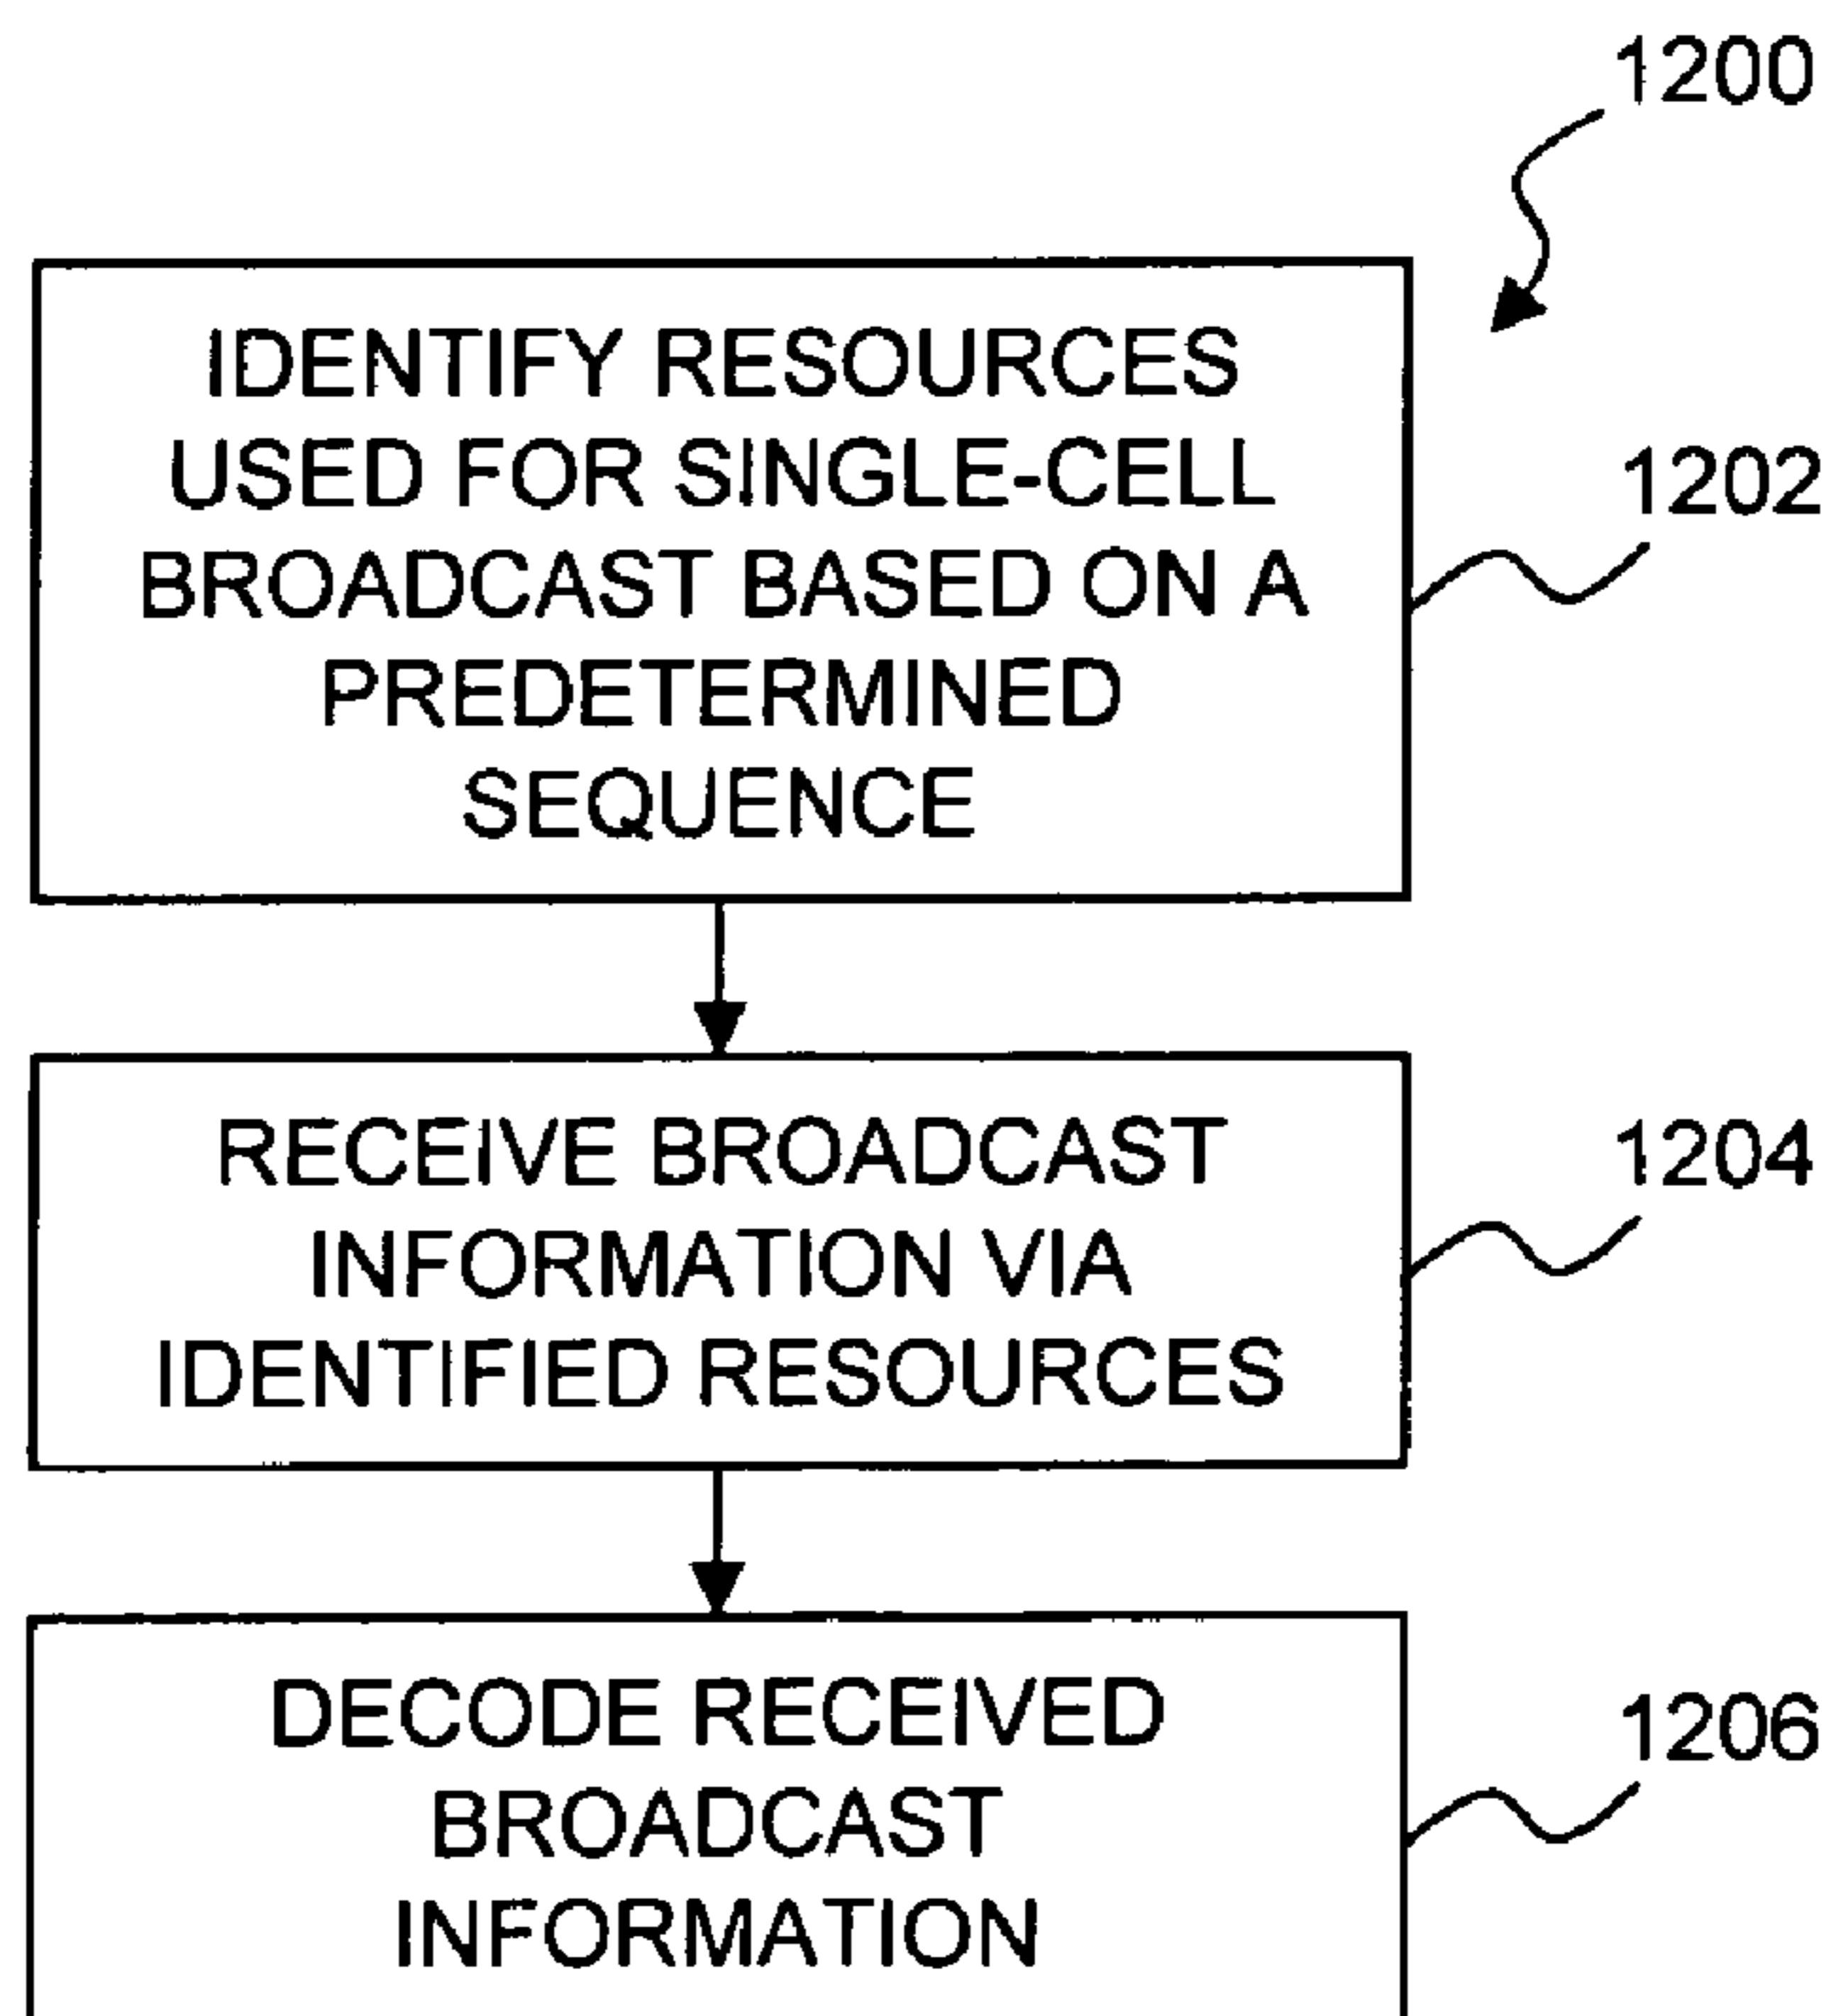 1200
IDENTIFY RESOURCES
USED FOR SINGLE-CELL
BROADCAST BASED ON A
PREDETERMINED
SEQUENCE
1202
RECEIVE BROADCAST
INFORMATION VIA
IDENTIFIED RESOURCES
1204
DECODE RECEIVED
BROADCAST
INFORMATION
1206